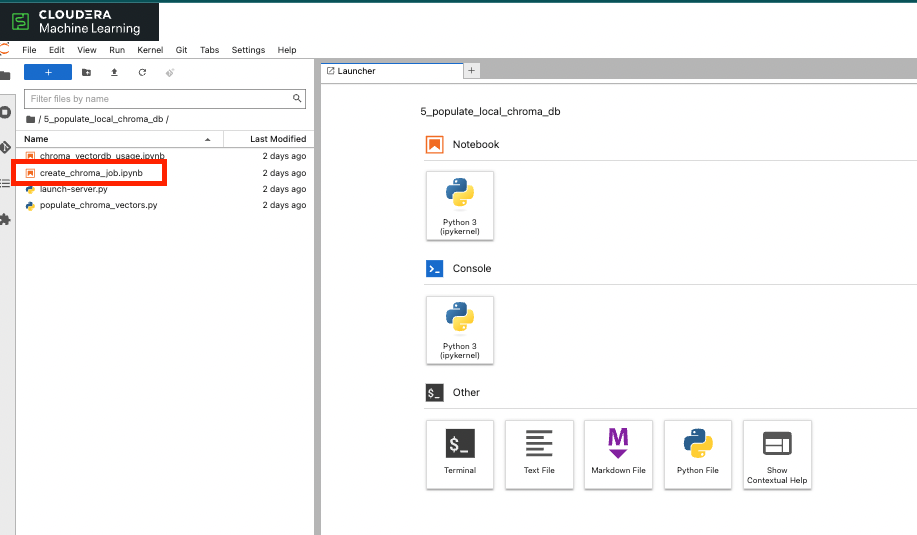 CLOUDERA
Machine Learning
File Edit View Run Kernel Git Tabs Settings Help
+
Filter files by name
/ 5_populate_local_chroma_db /
Name Last Modified
chroma_vectordb_usage.ipynb 2 days ago
create_chroma_job.ipynb 2 days ago
launch-server.py 2 days ago
populate_chroma_vectors.py 2 days ago
Launcher +
5_populate_local_chroma_db
Notebook
Python 3
(ipykernel)
>_ Console
Python 3
(ipykernel)
$_ Other
$_
M
Terminal
Text File
Markdown File
Python File
Show
Contextual Help